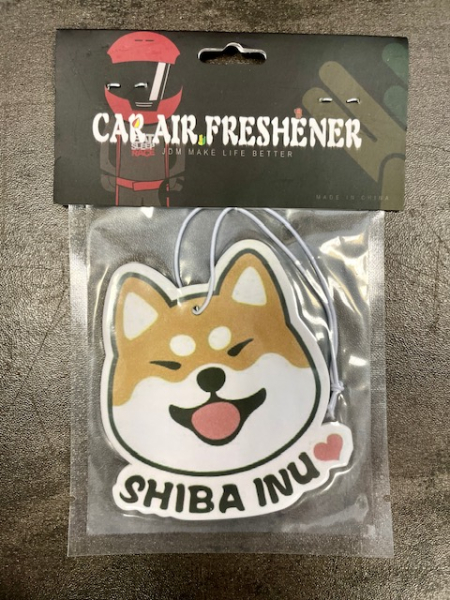 CAR AIR FRESHENER
JDM MAKE LIFE BETTER
MADE IN CHINA
SHIBA INU